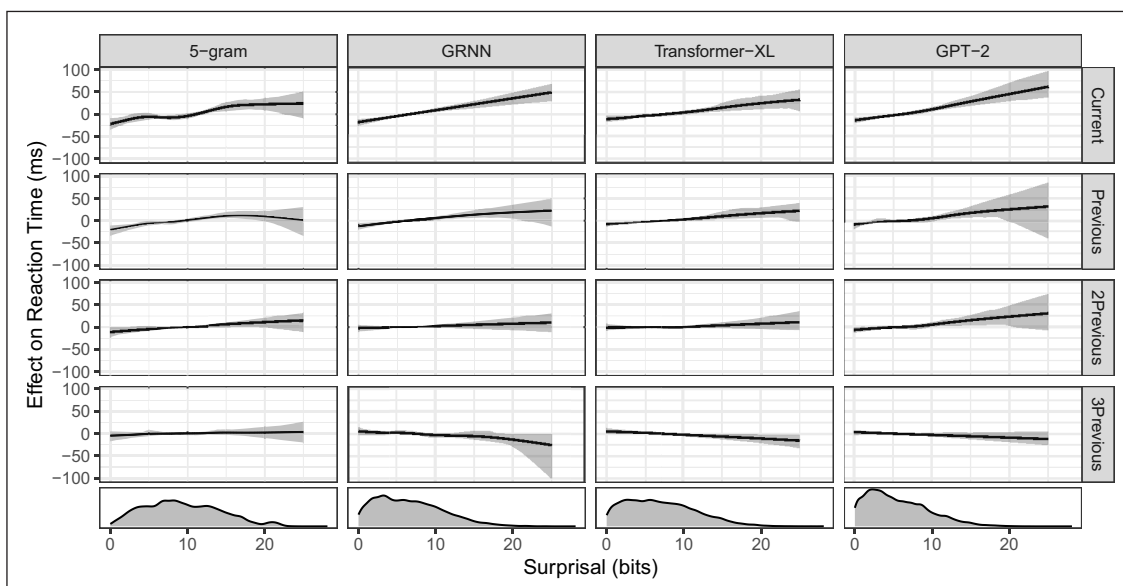 5−gram GRNN Transformer−XL GPT−2
Effect on Reaction Time (ms)
100
50
0
−50
−100
Current
100
50
0
−50
−100
Previous
100
50
0
−50
−100
2Previous
100
50
0
−50
−100
3Previous
0 10 20 0 10 20 0 10 20 0 10 20
Surprisal (bits)